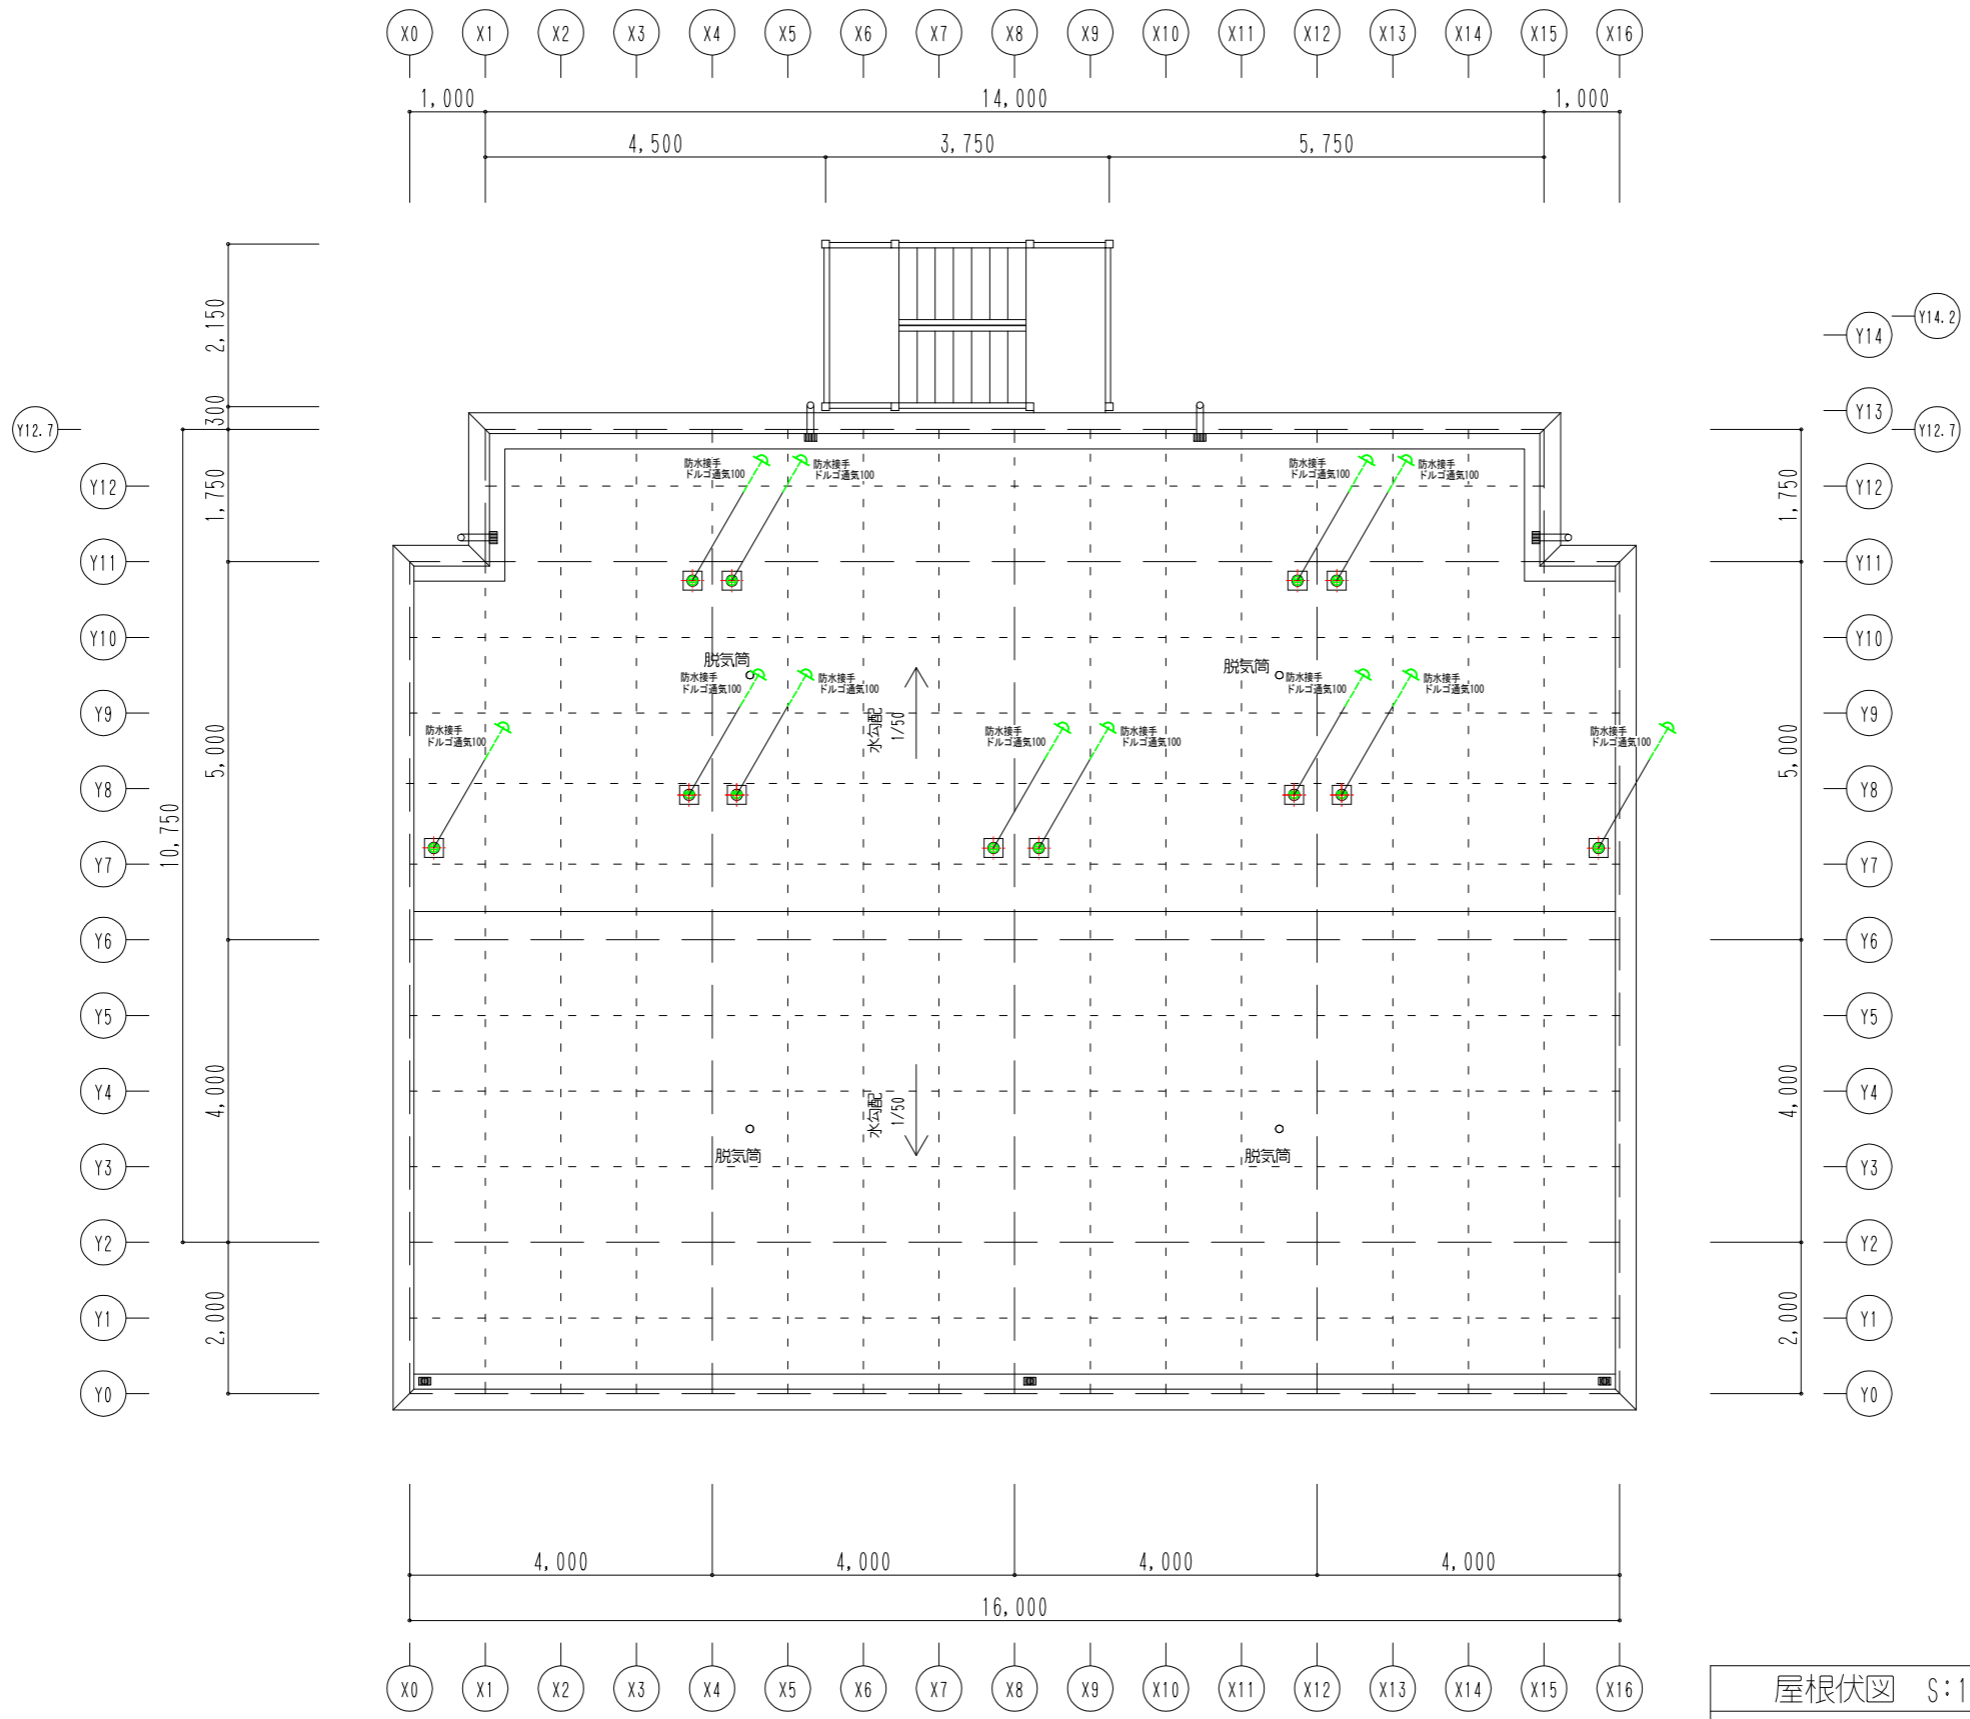 X0 X1 X2 X3 X4 X5 X6 X7 X8 X9 X10 X11 X12 X13 X14 X15 X16
1,000 14,000 1,000
4,500 3,750 5,750
2,150
300
1,750
5,000
10,750
4,000
2,000
Y12.7
Y12
Y11
Y10
Y9
Y8
Y7
Y6
Y5
Y4
Y3
Y2
Y1
Y0
防水接手
ドルゴ通気100
防水接手
ドルゴ通気100
防水接手
ドルゴ通気100
防水接手
ドルゴ通気100
脱気筒
脱気筒
防水接手
ドルゴ通気100
防水接手
ドルゴ通気100
防水接手
ドルゴ通気100
防水接手
ドルゴ通気100
水勾配
1/50
防水接手
ドルゴ通気100
防水接手
ドルゴ通気100
防水接手
ドルゴ通気100
防水接手
ドルゴ通気100
水勾配
1/50
脱気筒
脱気筒
Y14.2
Y14
Y13
Y12.7
Y12
Y11
Y10
Y9
Y8
Y7
Y6
Y5
Y4
Y3
Y2
Y1
Y0
1,750
5,000
4,000
2,000
4,000 4,000 4,000 4,000
16,000
X0 X1 X2 X3 X4 X5 X6 X7 X8 X9 X10 X11 X12 X13 X14 X15 X16
屋根伏図 S:1